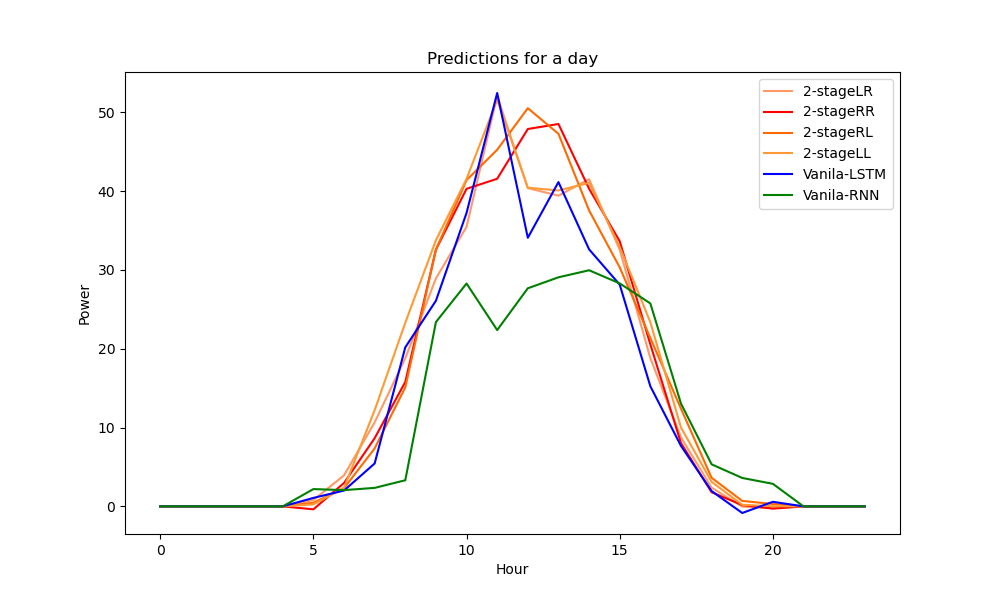 Predictions for a day
50
40
30
20
10
0
Power
0 5 10 15 20
Hour
2-stageLR
2-stageRR
2-stageRL
2-stageLL
Vanila-LSTM
Vanila-RNN